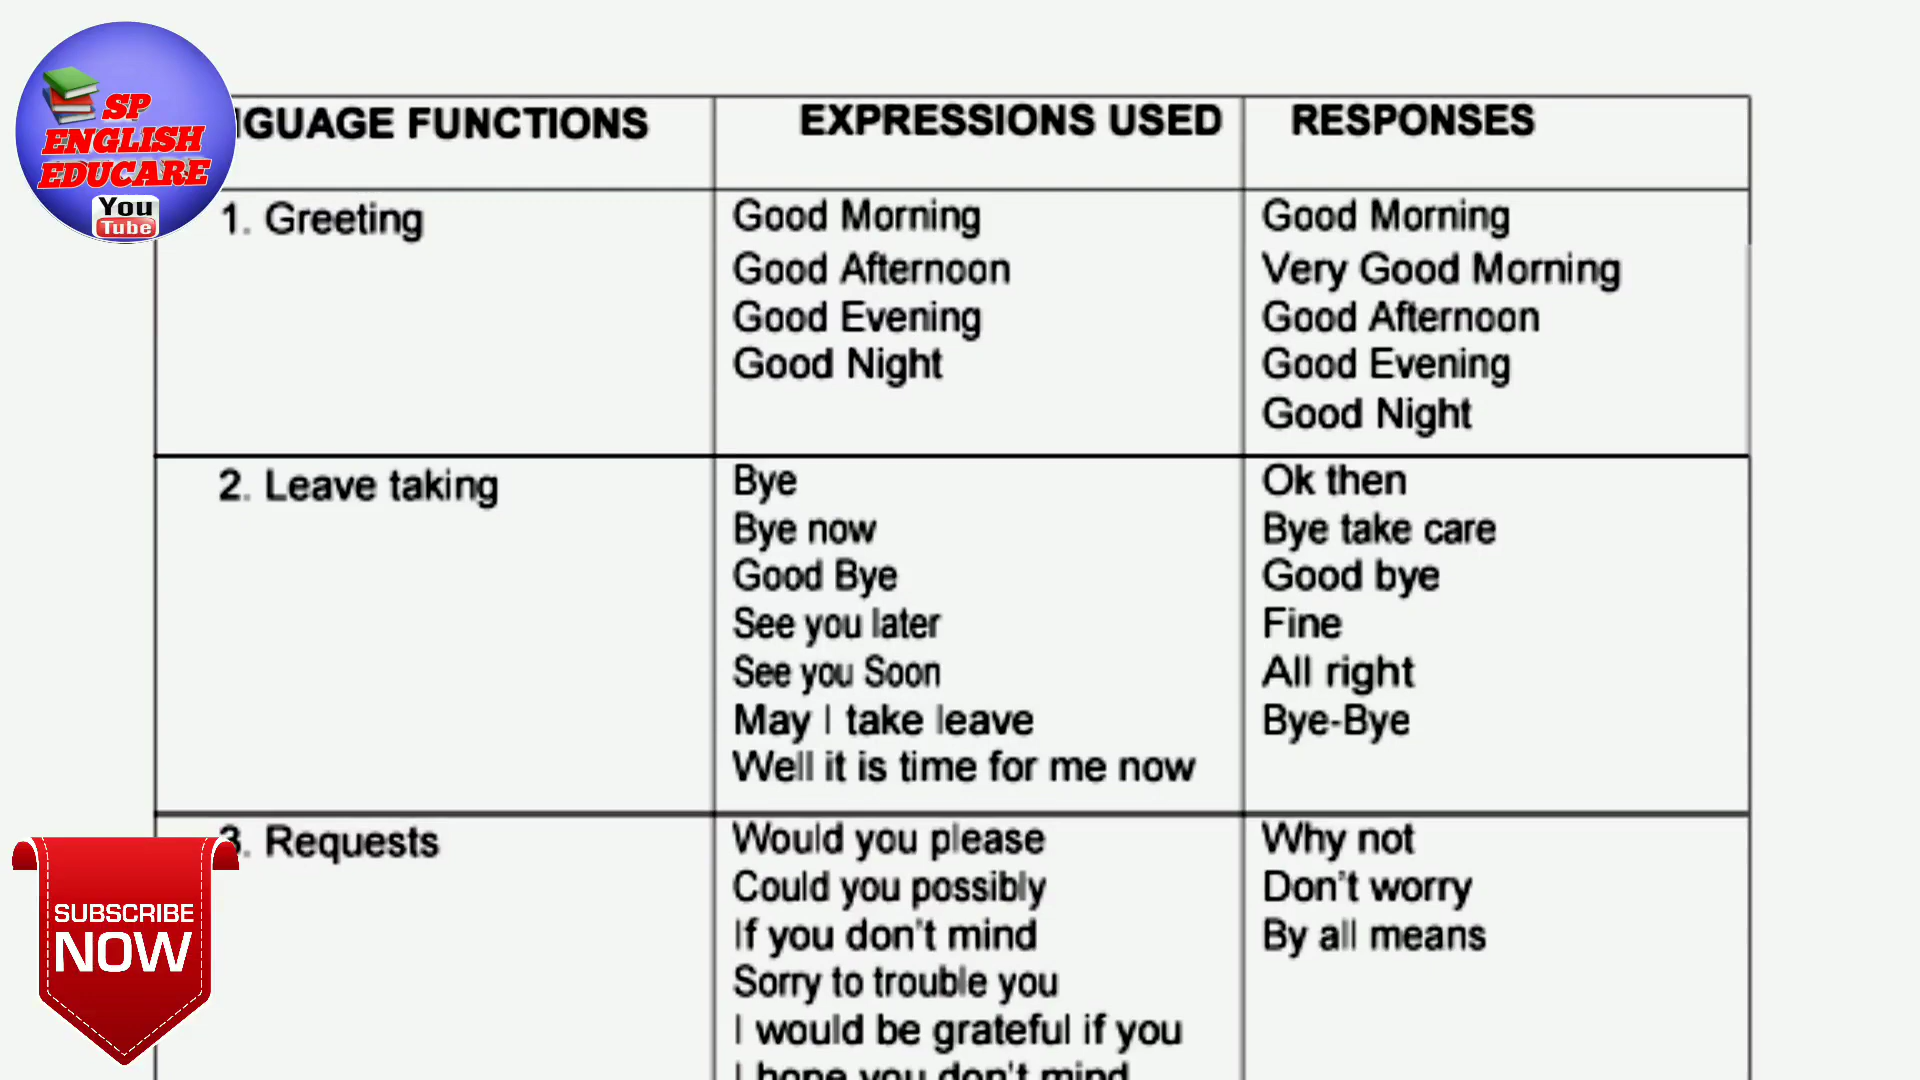 SP
ENGLISH
EDUCARE
You
Tube
GUAGE FUNCTIONS
EXPRESSIONS USED
RESPONSES
1. Greeting
Good Morning
Good Afternoon
Good Evening
Good Night
Good Morning
Very Good Morning
Good Afternoon
Good Evening
Good Night
2. Leave taking
Bye
Bye now
Good Bye
See you later
See you Soon
May I take leave
Well it is time for me now
Ok then
Bye take care
Good bye
Fine
All right
Bye-Bye
3. Requests
Would you please
Could you possibly
If you don't mind
Sorry to trouble you
I would be grateful if you
I hope you don't mind
Why not
Don't worry
By all means
SUBSCRIBE
NOW